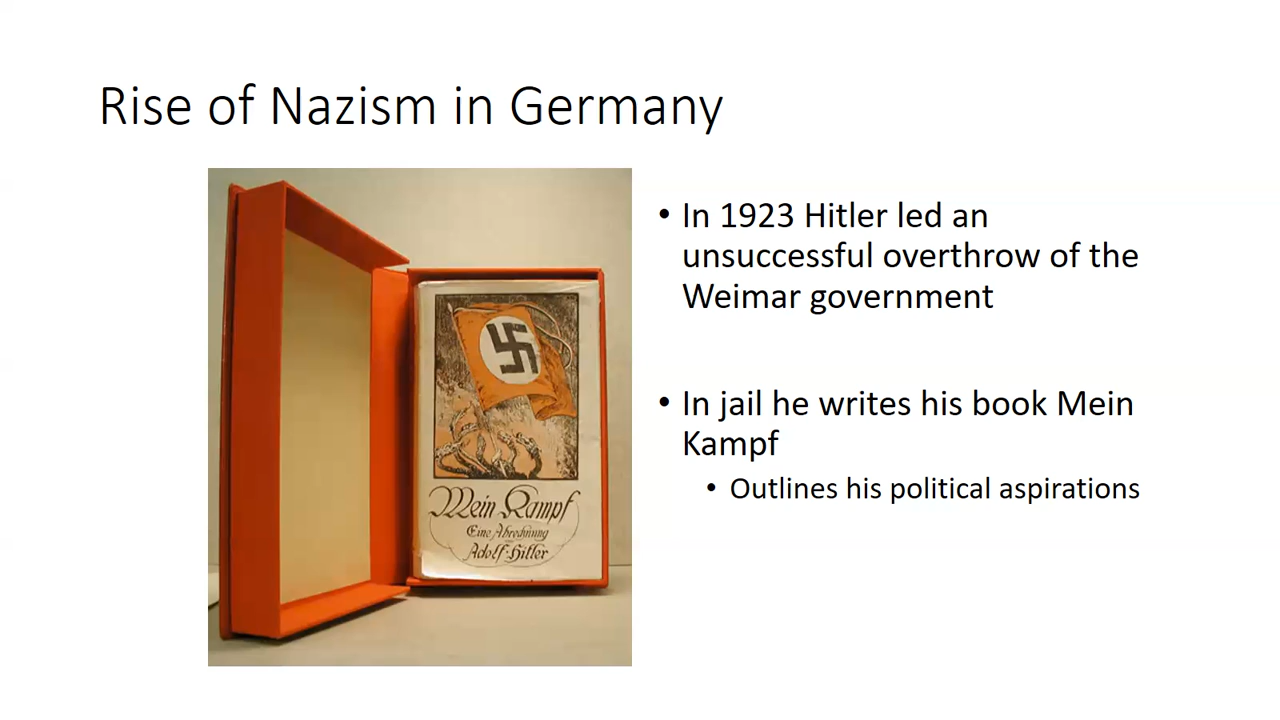 Rise of Nazism in Germany
• In 1923 Hitler led an
unsuccessful overthrow of the
Weimar government
• In jail he writes his book Mein
Kampf
• Outlines his political aspirations
Mein Kampf
Eine Abrechnung
Adolf Hitler